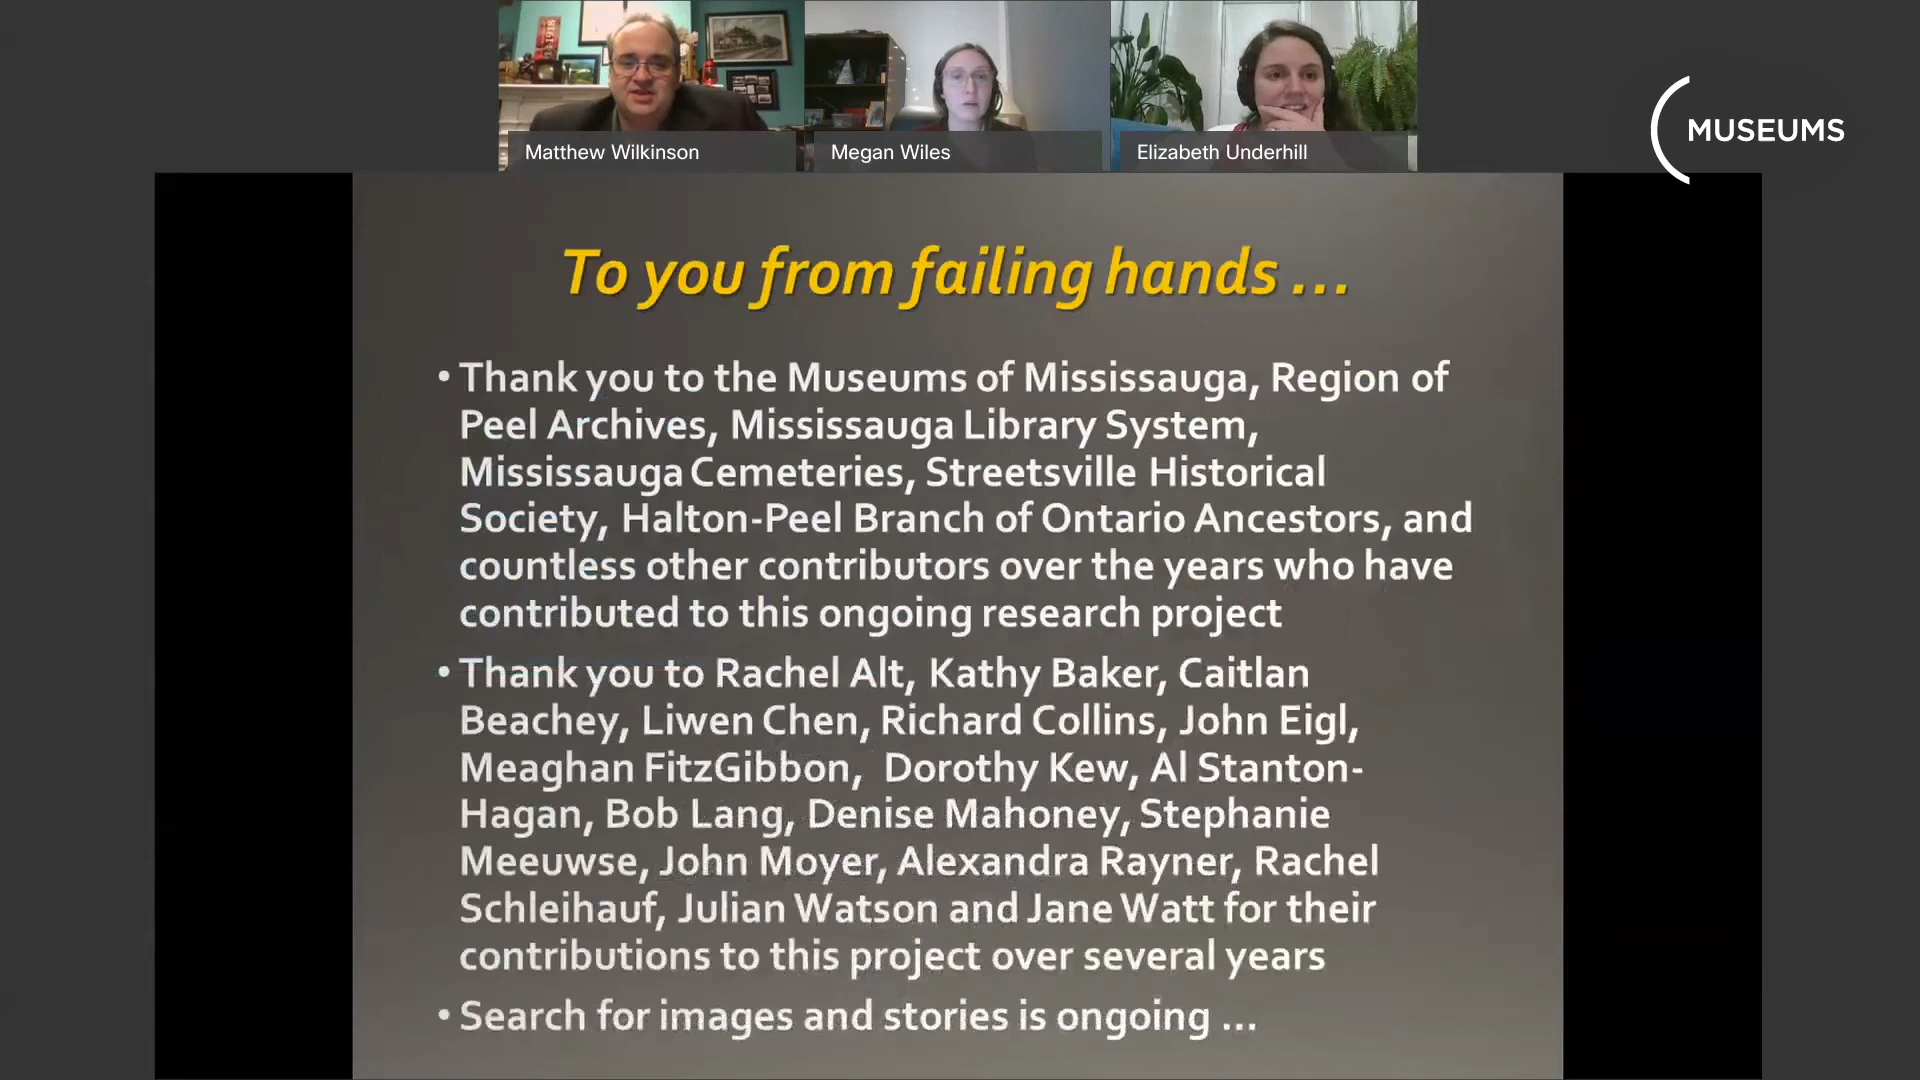 Matthew Wilkinson
Megan Wiles
Elizabeth Underhill
MUSEUMS
To you from failing hands ...
• Thank you to the Museums of Mississauga, Region of
Peel Archives, Mississauga Library System,
Mississauga Cemeteries, Streetsville Historical
Society, Halton-Peel Branch of Ontario Ancestors, and
countless other contributors over the years who have
contributed to this ongoing research project
• Thank you to Rachel Alt, Kathy Baker, Caitlan
Beachey, Liwen Chen, Richard Collins, John Eigl,
Meaghan FitzGibbon, Dorothy Kew, Al Stanton-
Hagan, Bob Lang, Denise Mahoney, Stephanie
Meeuwse, John Moyer, Alexandra Rayner, Rachel
Schleihauf, Julian Watson and Jane Watt for their
contributions to this project over several years
• Search for images and stories is ongoing ...